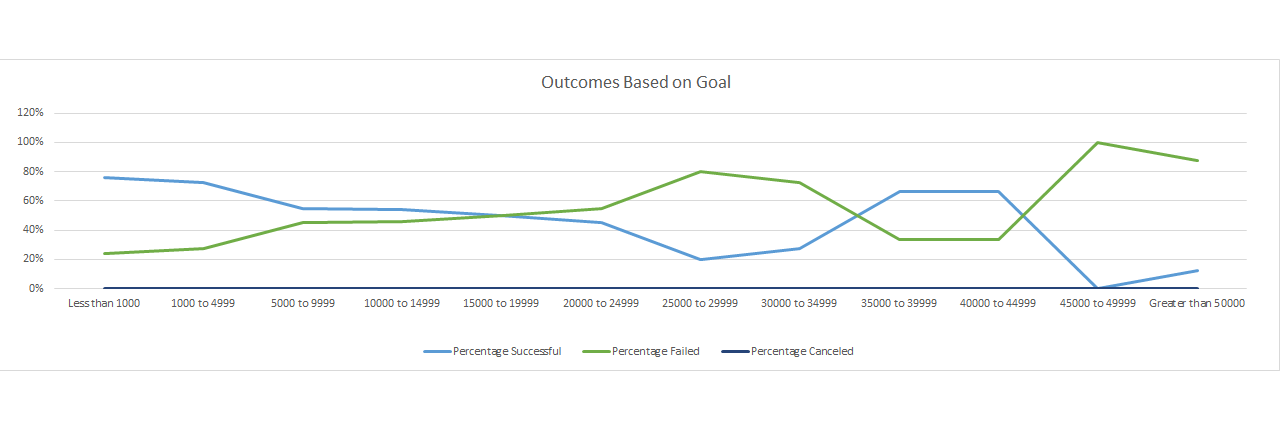 Outcomes Based on Goal
120%
100%
80%
60%
40%
20%
0%
Less than 1000 1000 to 4999 5000 to 9999 10000 to 14999 15000 to 19999 20000 to 24999 25000 to 29999 30000 to 34999 35000 to 39999 40000 to 44999 45000 to 49999 Greater than 50000
Percentage Successful Percentage Failed Percentage Canceled